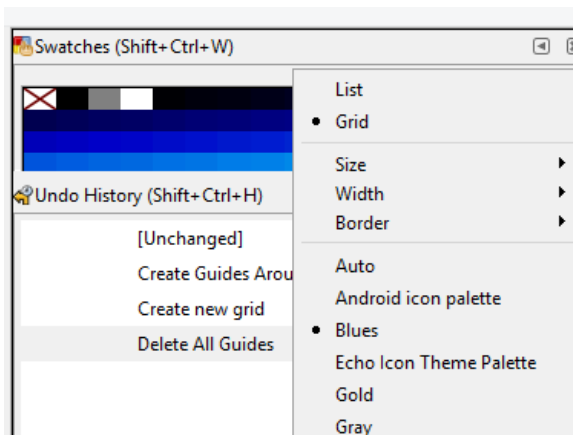 Swatches (Shift+Ctrl+W)
List
Grid
Size
Width
Border
Auto
Android icon palette
Blues
Echo Icon Theme Palette
Gold
Gray
Undo History (Shift+Ctrl+H)
[Unchanged]
Create Guides Arou
Create new grid
Delete All Guides